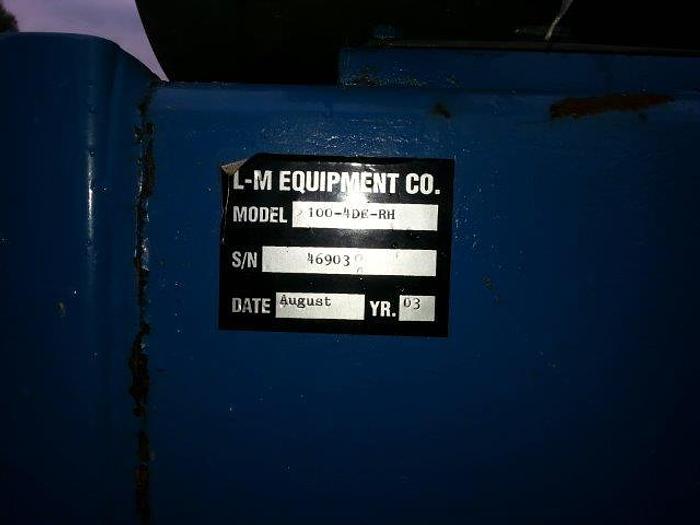 L-M EQUIPMENT CO.
MODEL 100-4DE-RH
S/N 46903
DATE August YR. 03